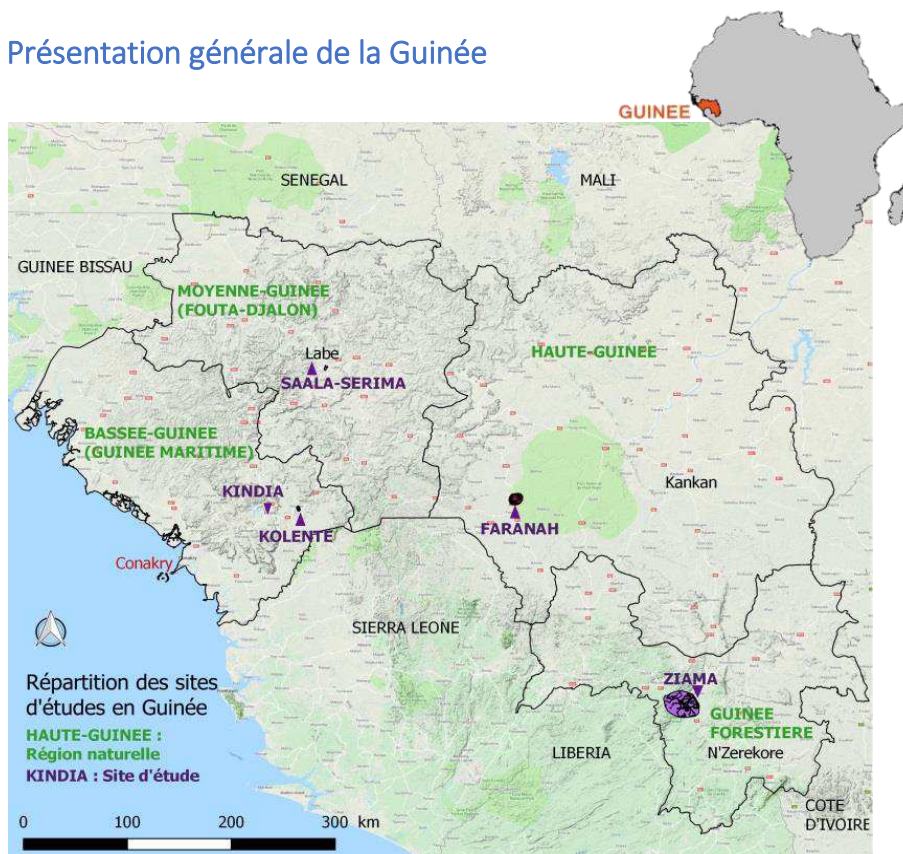 Présentation générale de la Guinée
GUINEE
SENEGAL
MALI
GUINEE BISSAU
MOYENNE-GUINEE
(FOUTA-DJALON)
HAUTE-GUINEE
Labe
SAALA-SERIMA
BASSEE-GUINEE
(GUINEE MARITIME)
KINDIA
KOLENTE
Kankan
FARANAH
Conakry
SIERRA LEONE
ZIAMA
GUINEE
FORESTIERE
N'Zerekore
LIBERIA
COTE
D'IVOIRE
Répartition des sites
d'études en Guinée
HAUTE-GUINEE :
Région naturelle
KINDIA : Site d'étude
0 100 200 300 km